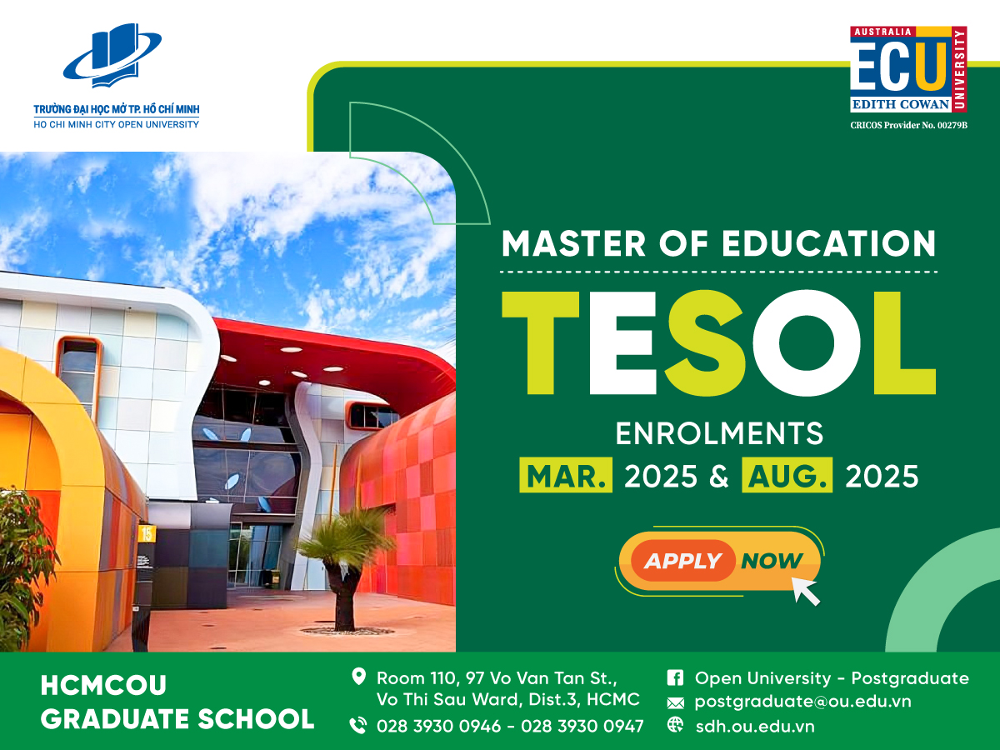 TRƯỜNG ĐẠI HỌC MỞ TP. HỒ CHÍ MINH
HO CHI MINH CITY OPEN UNIVERSITY
AUSTRALIA
ECU
UNIVERSITY
EDITH COWAN
CRICOS Provider No. 00279B
MASTER OF EDUCATION
TESOL
ENROLMENTS
MAR. 2025 & AUG. 2025
APPLY NOW
15
HCMCOU
GRADUATE SCHOOL
Room 110, 97 Vo Van Tan St.,
Vo Thi Sau Ward, Dist.3, HCMC
028 3930 0946 - 028 3930 0947
Open University - Postgraduate
postgraduate@ou.edu.vn
sdh.ou.edu.vn